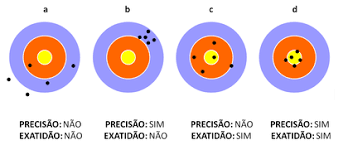 a b c d
PRECISÃO: NÃO PRECISÃO: SIM PRECISÃO: NÃO PRECISÃO: SIM
EXATIDÃO: NÃO EXATIDÃO: NÃO EXATIDÃO: SIM EXATIDÃO: SIM